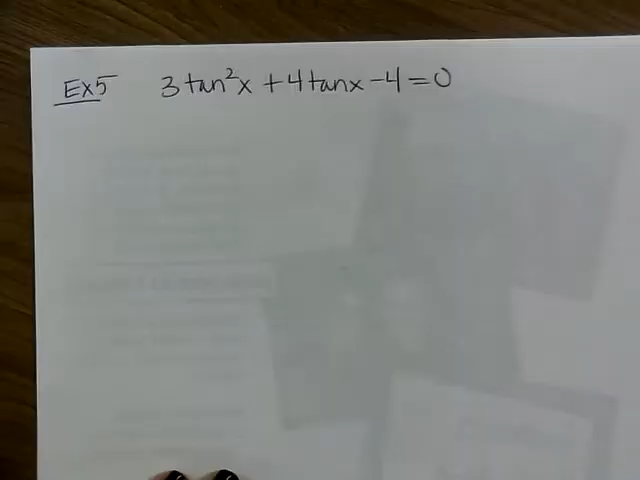 Ex5 3tan²x + 4tanx - 4 = 0